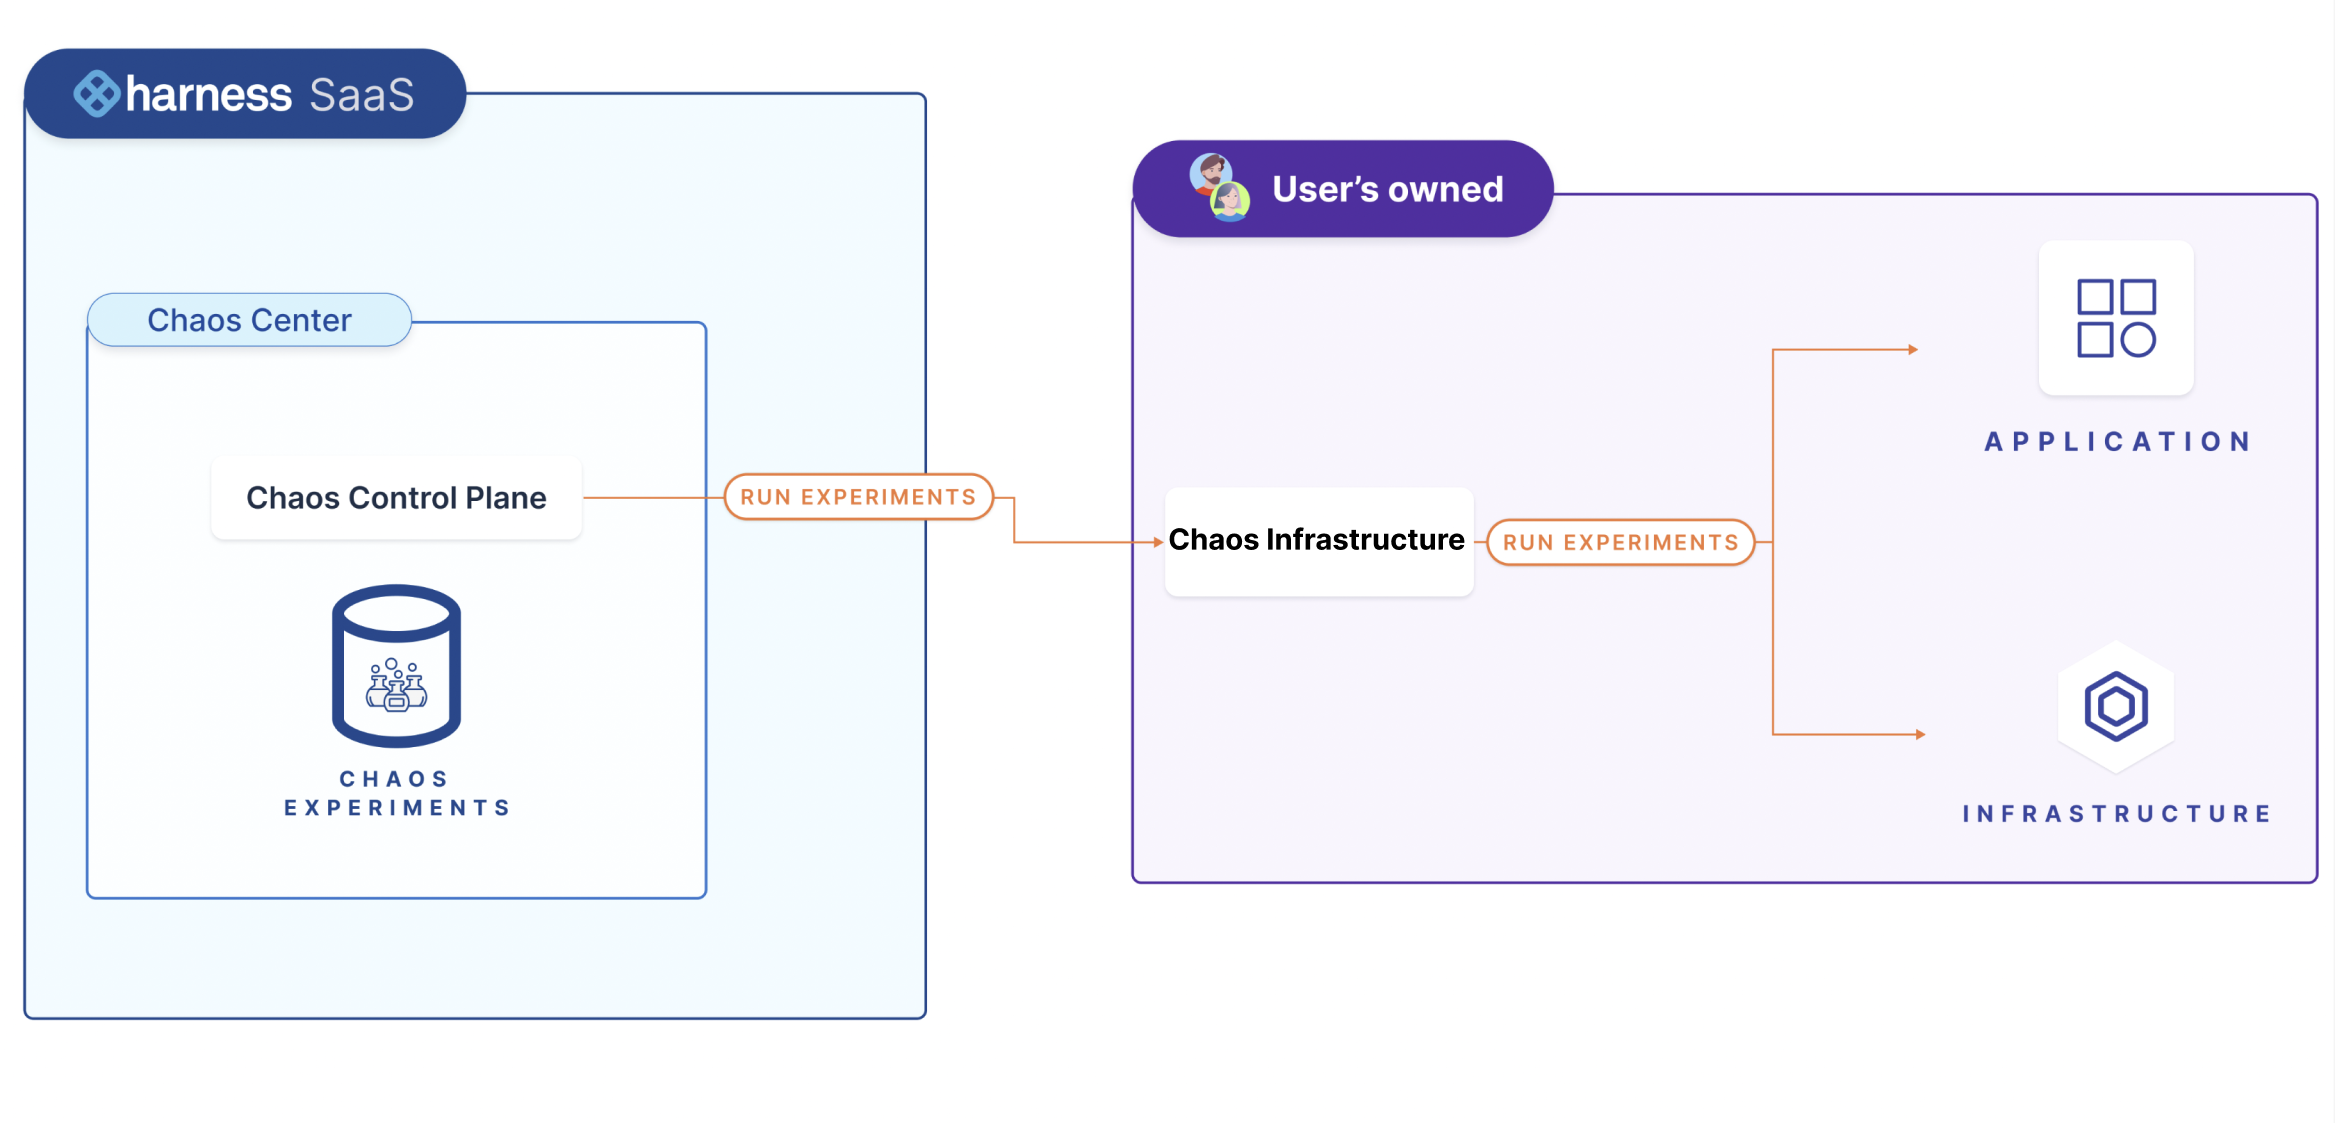 harness SaaS
User’s owned
Chaos Center
Chaos Control Plane
RUN EXPERIMENTS
CHAOS
EXPERIMENTS
Chaos Infrastructure
RUN EXPERIMENTS
APPLICATION
INFRASTRUCTURE